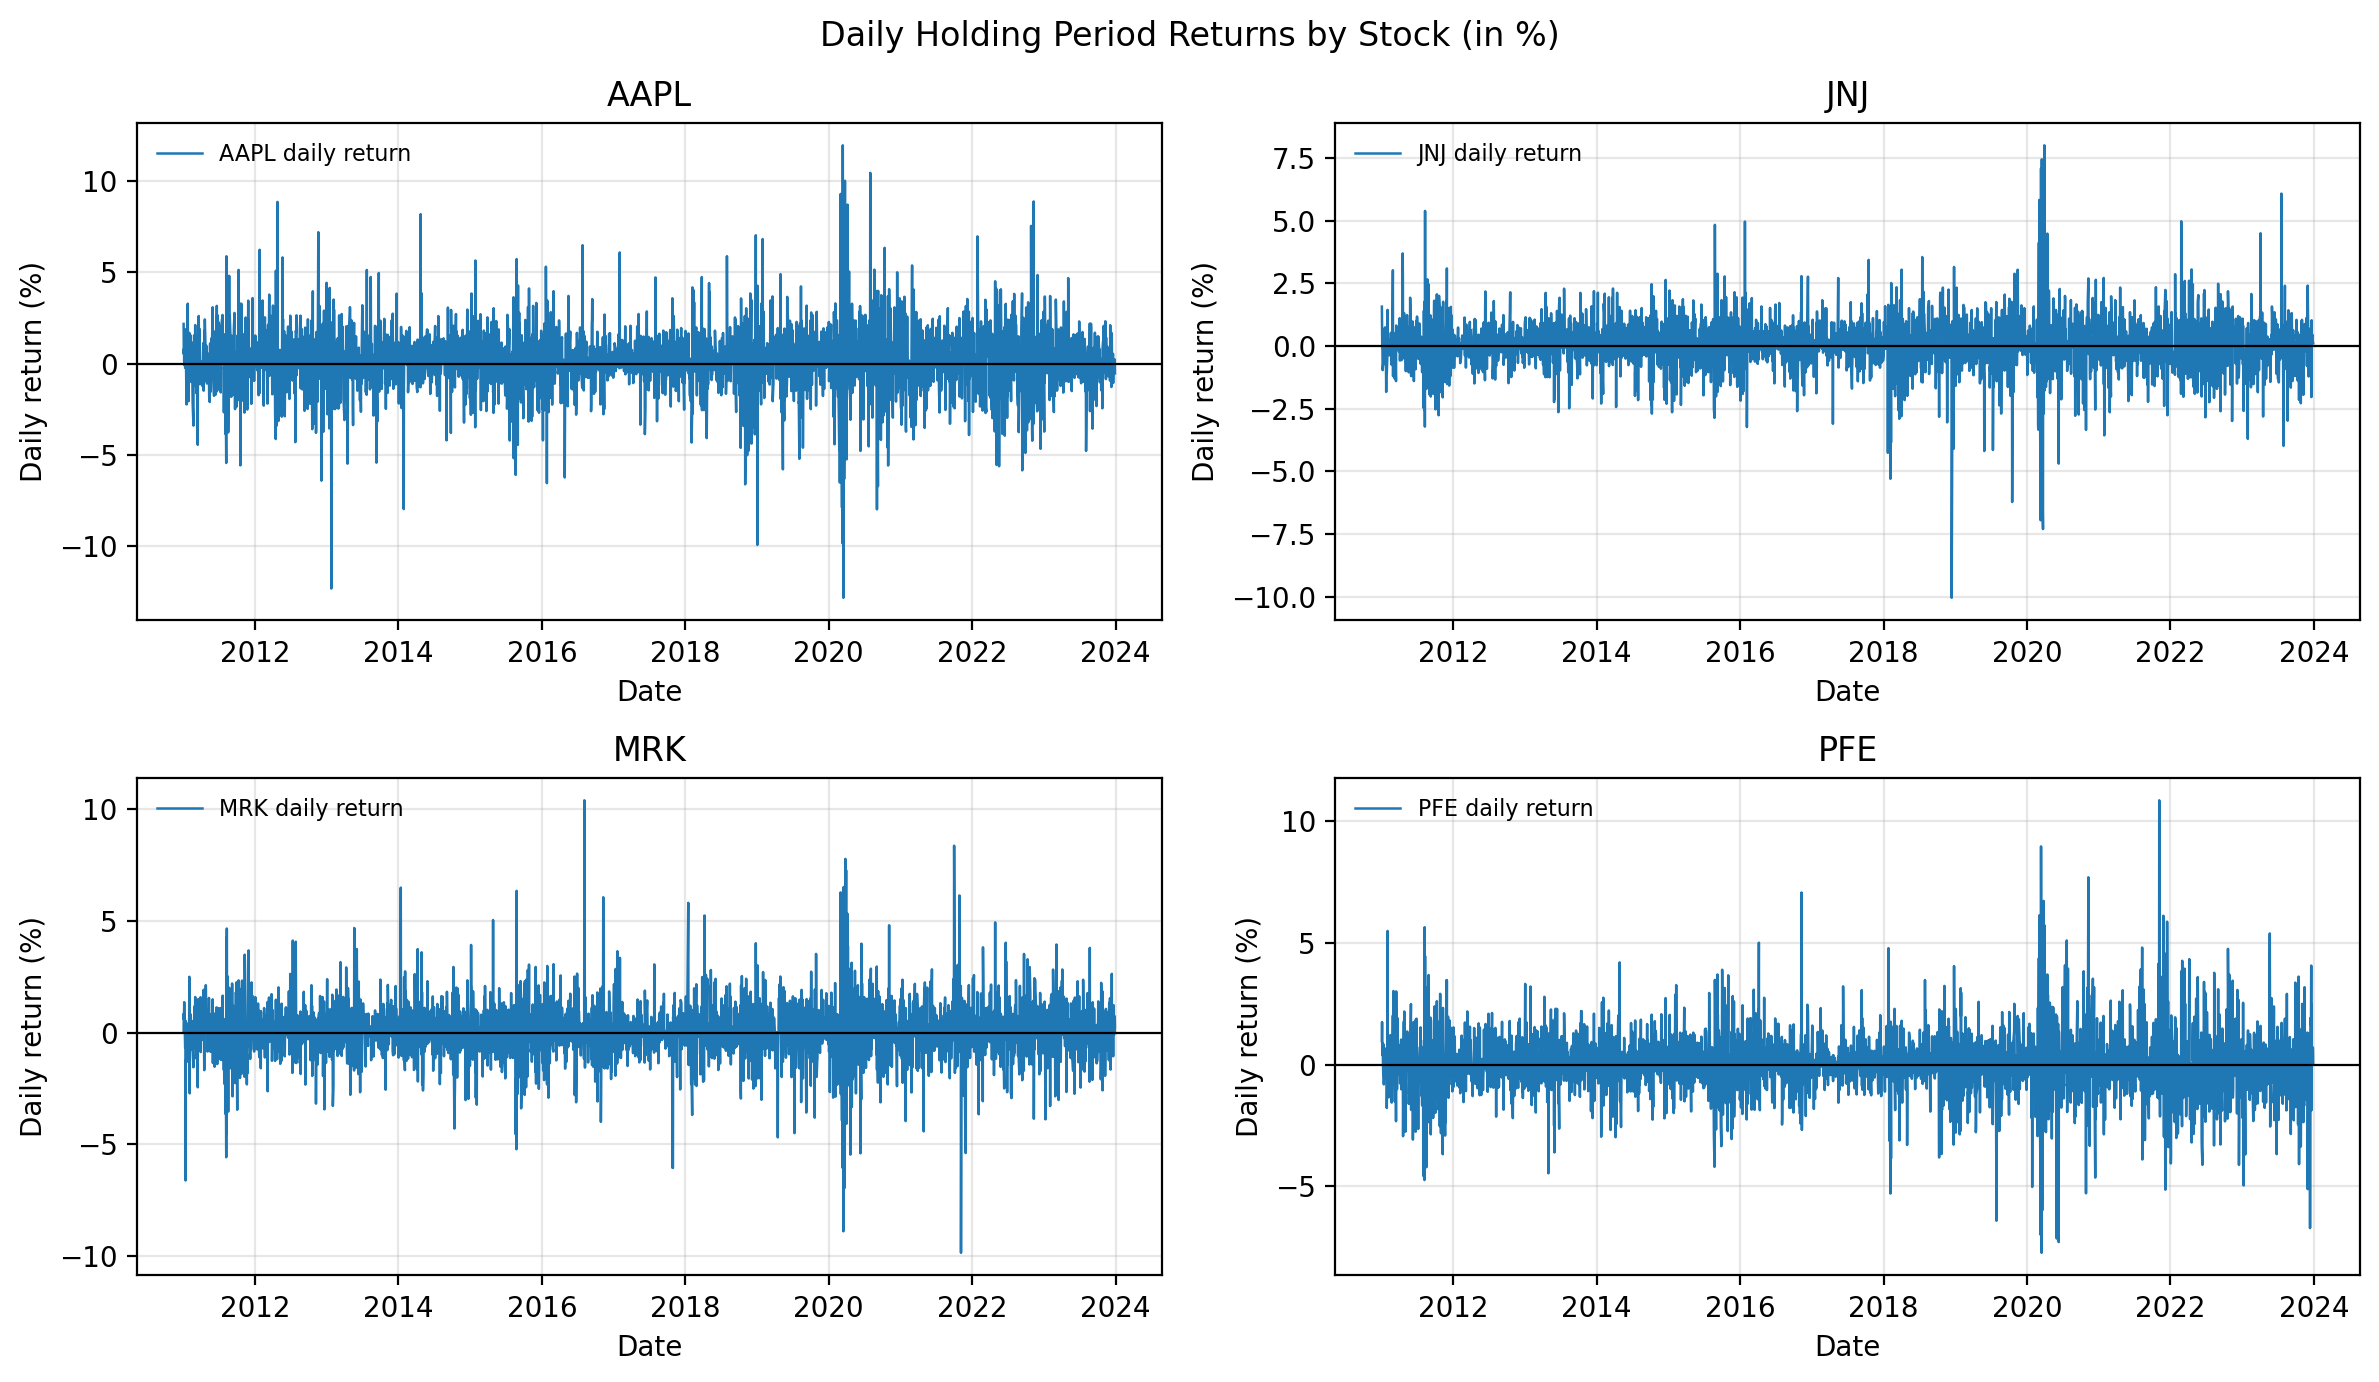 Daily Holding Period Returns by Stock (in %)
AAPL
AAPL daily return
10
5
0
−5
−10
Daily return (%)
2012 2014 2016 2018 2020 2022 2024
Date
JNJ
JNJ daily return
7.5
5.0
2.5
0.0
−2.5
−5.0
−7.5
−10.0
Daily return (%)
2012 2014 2016 2018 2020 2022 2024
Date
MRK
MRK daily return
10
5
0
−5
−10
Daily return (%)
2012 2014 2016 2018 2020 2022 2024
Date
PFE
PFE daily return
10
5
0
−5
Daily return (%)
2012 2014 2016 2018 2020 2022 2024
Date